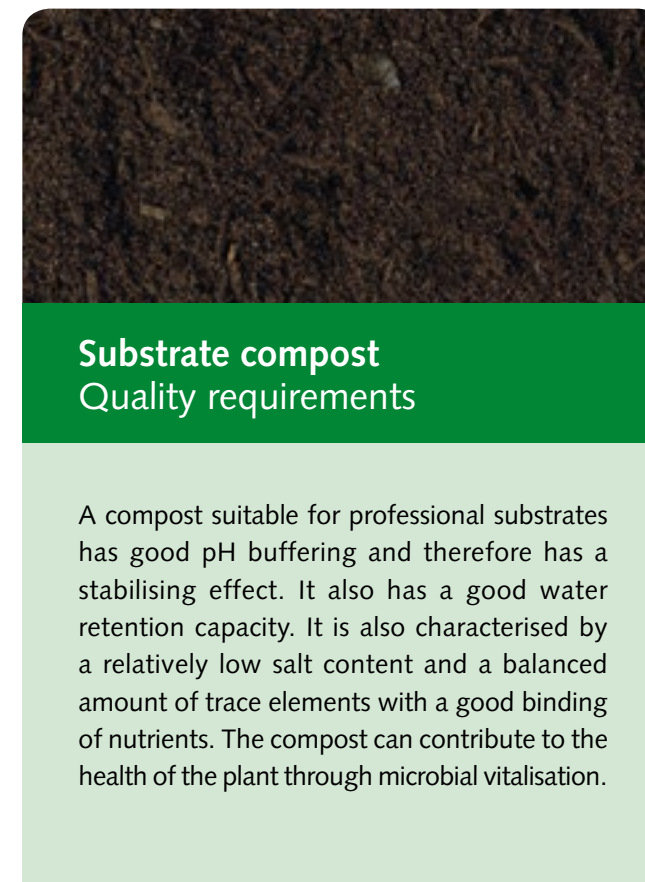 Substrate compost
Quality requirements
A compost suitable for professional substrates
has good pH buffering and therefore has a
stabilising effect. It also has a good water
retention capacity. It is also characterised by
a relatively low salt content and a balanced
amount of trace elements with a good binding
of nutrients. The compost can contribute to the
health of the plant through microbial vitalisation.